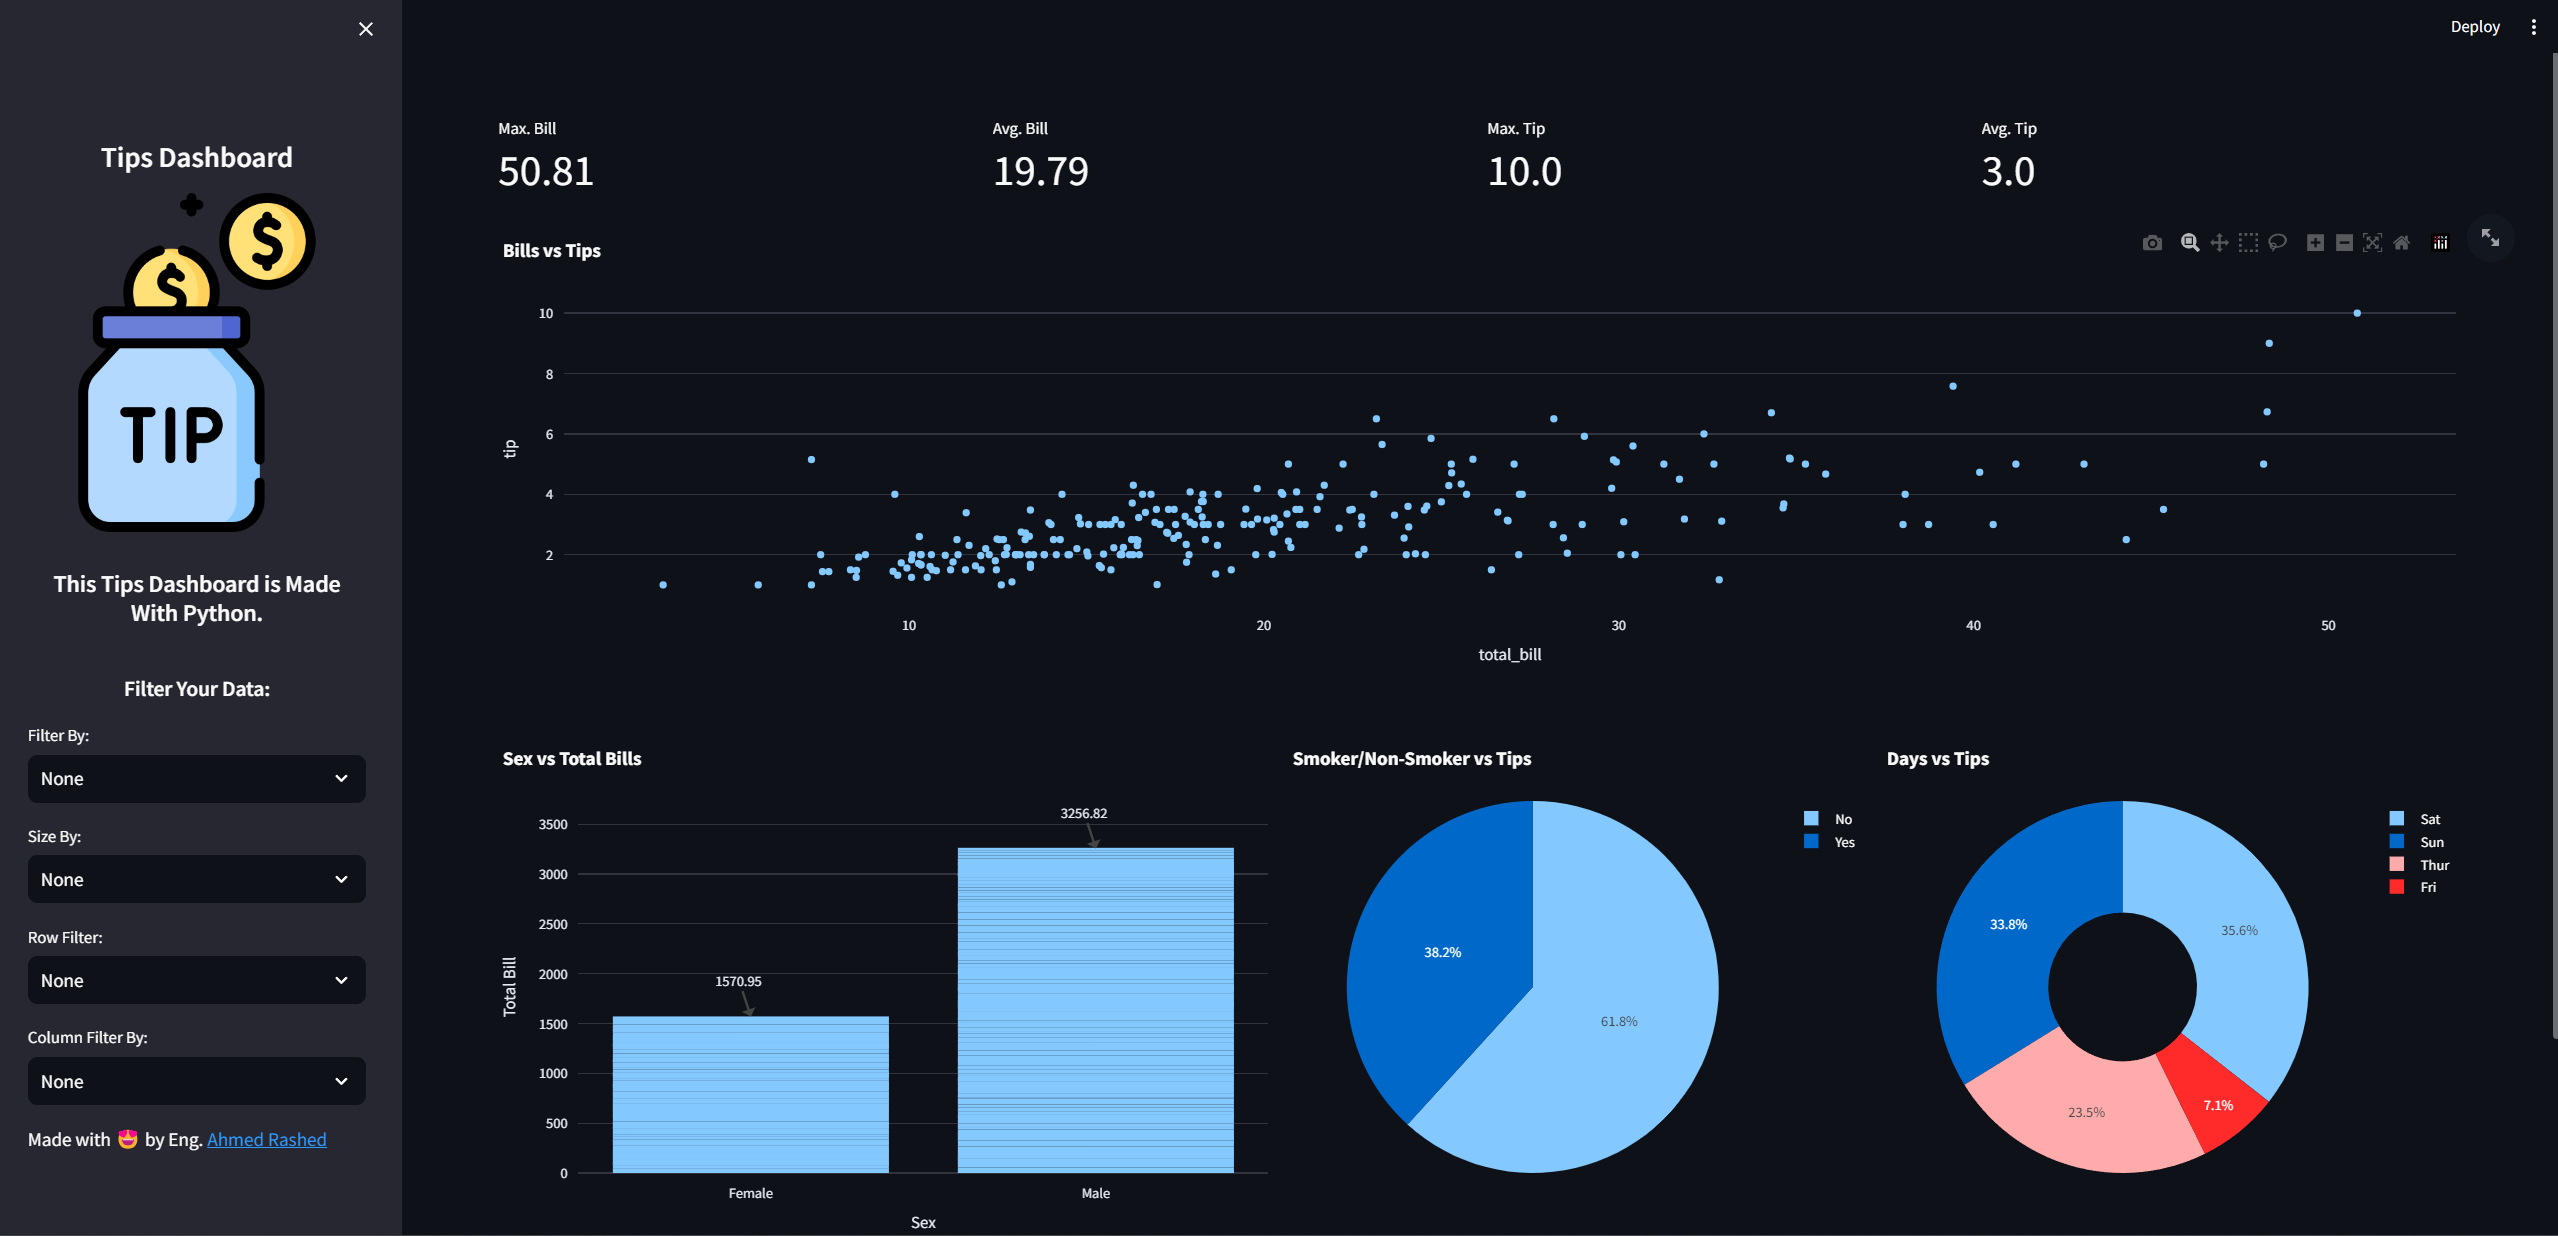 Deploy
Tips Dashboard
$
$
TIP
This Tips Dashboard is Made
With Python.
Filter Your Data:
Filter By:
None
Size By:
None
Row Filter:
None
Column Filter By:
None
Made with 😍 by Eng. Ahmed Rashed
Max. Bill
50.81
Avg. Bill
19.79
Max. Tip
10.0
Avg. Tip
3.0
Bills vs Tips
tip
10
8
6
4
2
10 20 30 40 50
total_bill
Sex vs Total Bills
Total Bill
3500
3000
2500
2000
1500
1000
500
0
1570.95
3256.82
Female Male
Sex
Smoker/Non-Smoker vs Tips
38.2%
61.8%
No
Yes
Days vs Tips
33.8%
35.6%
23.5%
7.1%
Sat
Sun
Thur
Fri